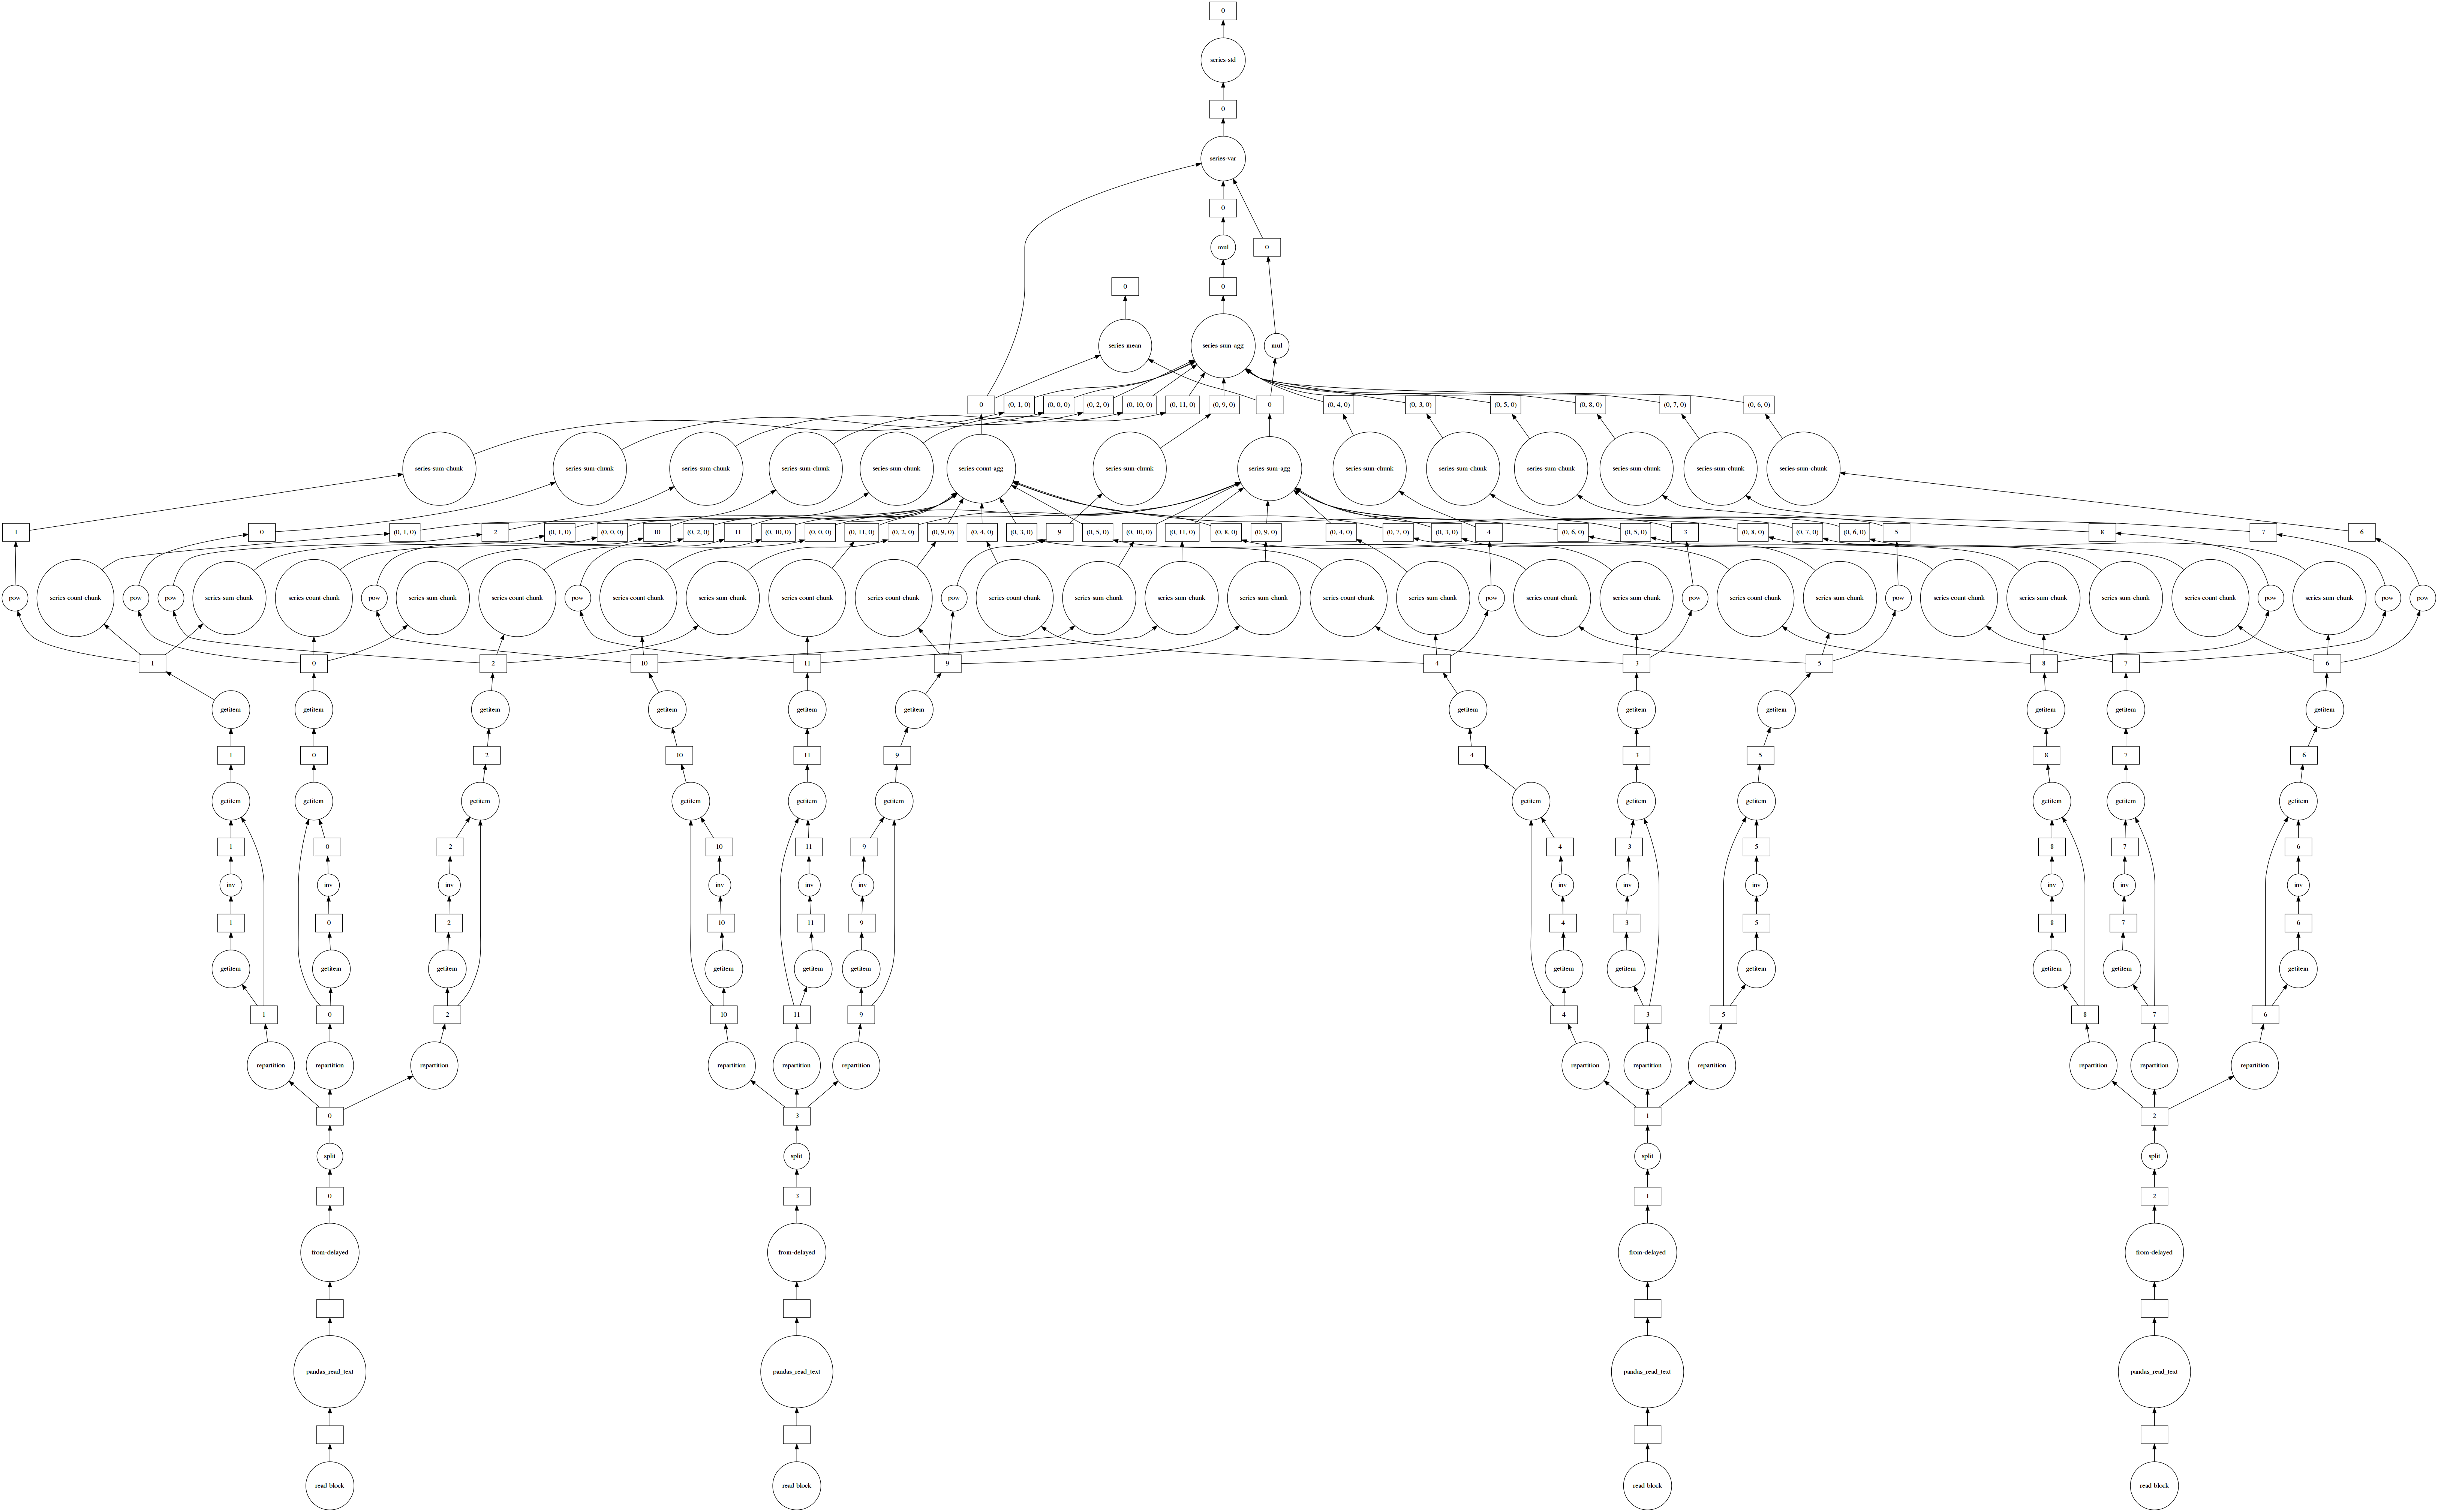 0
series-std
0
series-var
0
mul
0
0
0
series-mean
series-sum-agg
mul
0
(0, 1, 0)
(0, 0, 0)
(0, 2, 0)
(0, 10, 0)
(0, 11, 0)
(0, 9, 0)
0
(0, 4, 0)
(0, 3, 0)
(0, 5, 0)
(0, 8, 0)
(0, 7, 0)
(0, 6, 0)
series-sum-chunk
series-sum-chunk
series-sum-chunk
series-sum-chunk
series-sum-chunk
series-count-agg
series-sum-chunk
series-sum-agg
series-sum-chunk
series-sum-chunk
series-sum-chunk
series-sum-chunk
series-sum-chunk
series-sum-chunk
1
0
(0, 1, 0)
2
(0, 1, 0)
(0, 0, 0)
10
(0, 2, 0)
11
(0, 10, 0)
(0, 0, 0)
(0, 11, 0)
(0, 2, 0)
(0, 9, 0)
(0, 4, 0)
(0, 3, 0)
9
(0, 5, 0)
(0, 10, 0)
(0, 11, 0)
(0, 8, 0)
(0, 9, 0)
(0, 4, 0)
(0, 7, 0)
(0, 3, 0)
4
(0, 6, 0)
(0, 5, 0)
3
(0, 8, 0)
(0, 7, 0)
(0, 6, 0)
5
8
7
6
pow
series-count-chunk
pow
pow
series-sum-chunk
series-count-chunk
pow
series-sum-chunk
series-count-chunk
pow
series-count-chunk
series-sum-chunk
series-count-chunk
series-count-chunk
pow
series-count-chunk
series-sum-chunk
series-sum-chunk
series-sum-chunk
series-count-chunk
series-sum-chunk
pow
series-count-chunk
series-sum-chunk
pow
series-count-chunk
series-sum-chunk
pow
series-count-chunk
series-sum-chunk
series-sum-chunk
series-count-chunk
pow
series-sum-chunk
pow
pow
1
0
2
10
11
9
4
3
5
8
7
6
getitem
getitem
getitem
getitem
getitem
getitem
getitem
getitem
getitem
getitem
getitem
getitem
1
0
2
10
11
9
4
3
5
8
7
6
getitem
getitem
getitem
getitem
getitem
getitem
getitem
getitem
getitem
getitem
getitem
getitem
1
0
2
10
11
9
4
3
5
8
7
6
inv
inv
inv
inv
inv
inv
inv
inv
inv
inv
inv
inv
1
0
2
10
11
9
4
3
5
8
7
6
getitem
getitem
getitem
getitem
getitem
getitem
getitem
getitem
getitem
getitem
getitem
getitem
1
0
2
10
11
9
4
3
5
8
7
6
repartition
repartition
repartition
repartition
repartition
repartition
repartition
repartition
repartition
repartition
repartition
repartition
0
3
1
2
split
split
split
split
0
3
1
2
from-delayed
from-delayed
from-delayed
from-delayed
pandas_read_text
pandas_read_text
pandas_read_text
pandas_read_text
read-block
read-block
read-block
read-block